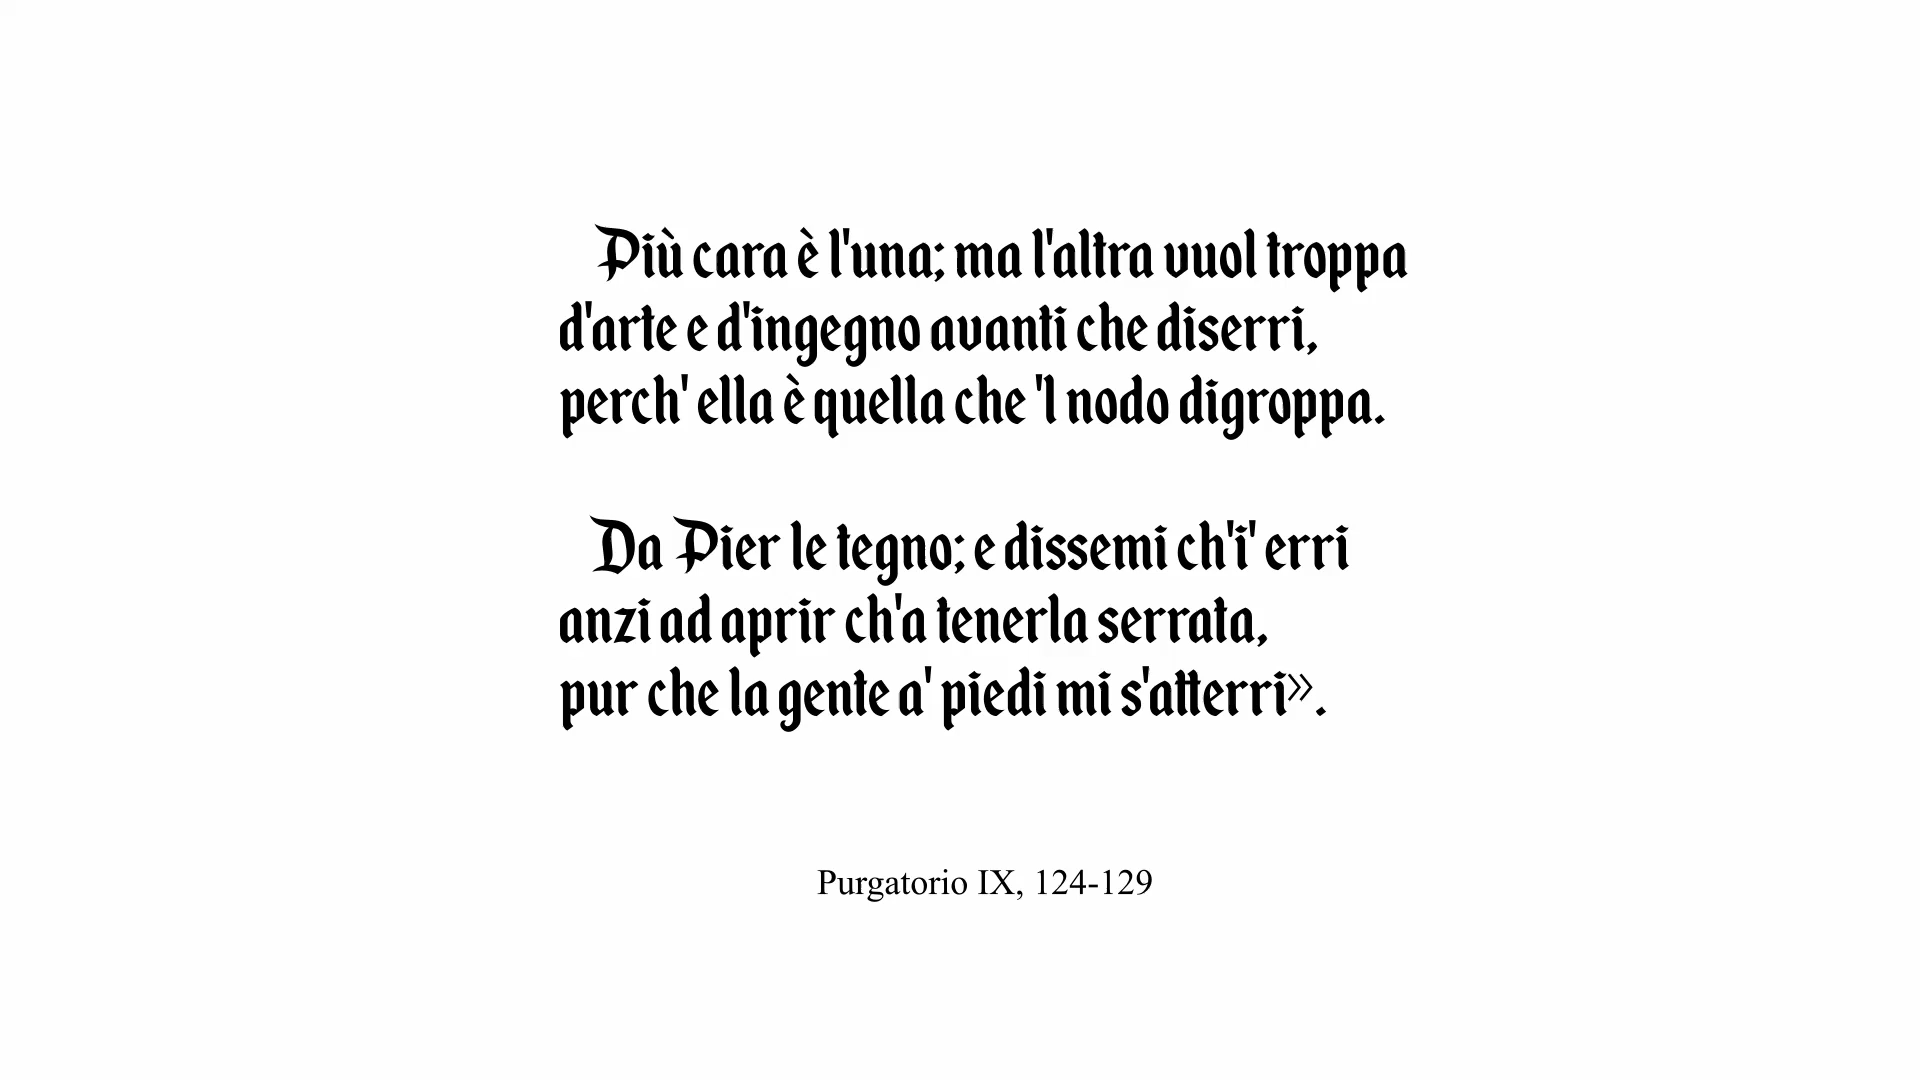 Più cara è l'una; ma l'altra vuol troppa
d'arte e d'ingegno avanti che diserri,
perch' ella è quella che 'l nodo digroppa.
Da Pier le tegno; e dissemi ch'i' erri
anzi ad aprir ch'a tenerla serrata,
pur che la gente a' piedi mi s'atterri».
Purgatorio IX, 124-129